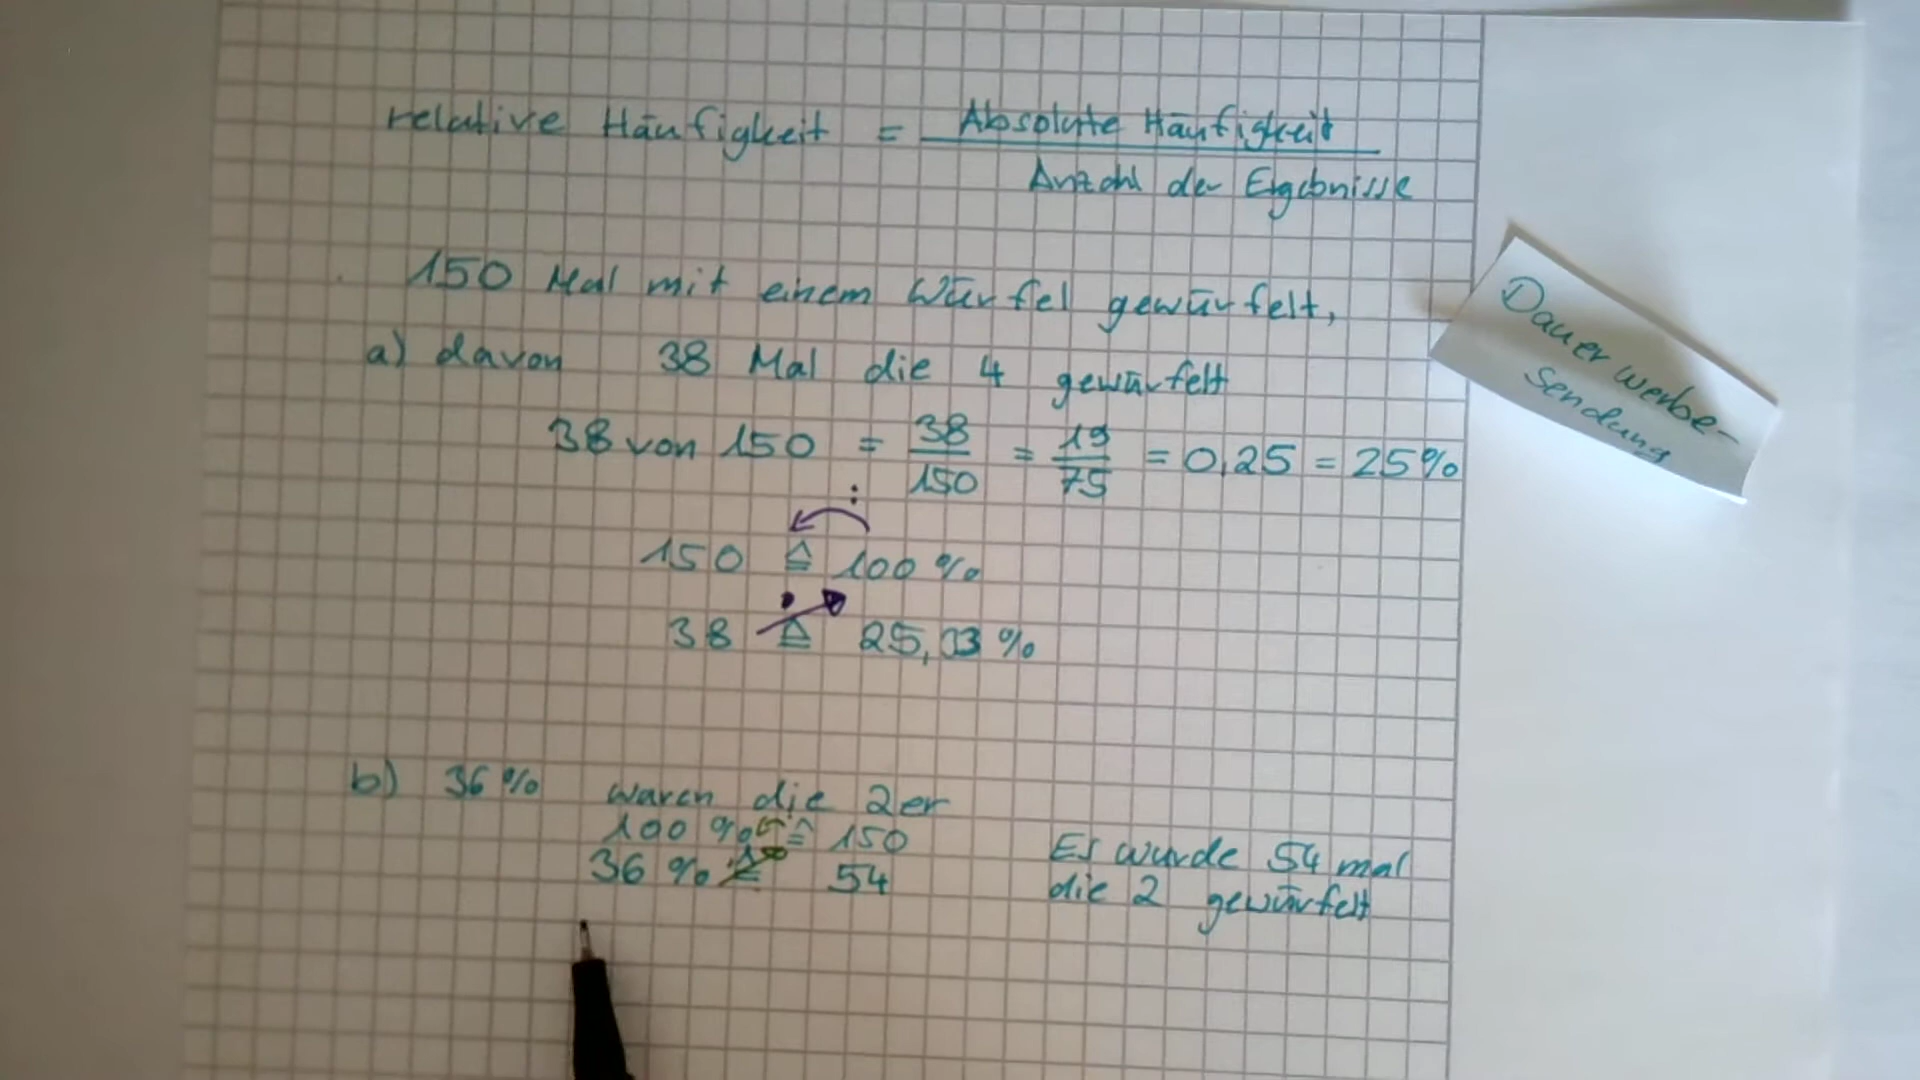 relative Häufigkeit = Absolute Häufigkeit
Anzahl der Ergebnisse
150 Mal mit einem Würfel gewürfelt,
a) davon 38 Mal die 4 gewürfelt
38 von 150 = 38/150 = 19/75 = 0,25 = 25%
:
150 ≙ 100 %
·
38 ≙ 25,03 %
b) 36 % waren die 2er
100 % ≙ 150
36 % ≙ 54
Es wurde 54 mal
die 2 gewürfelt
Dauerwerbe-
sendung